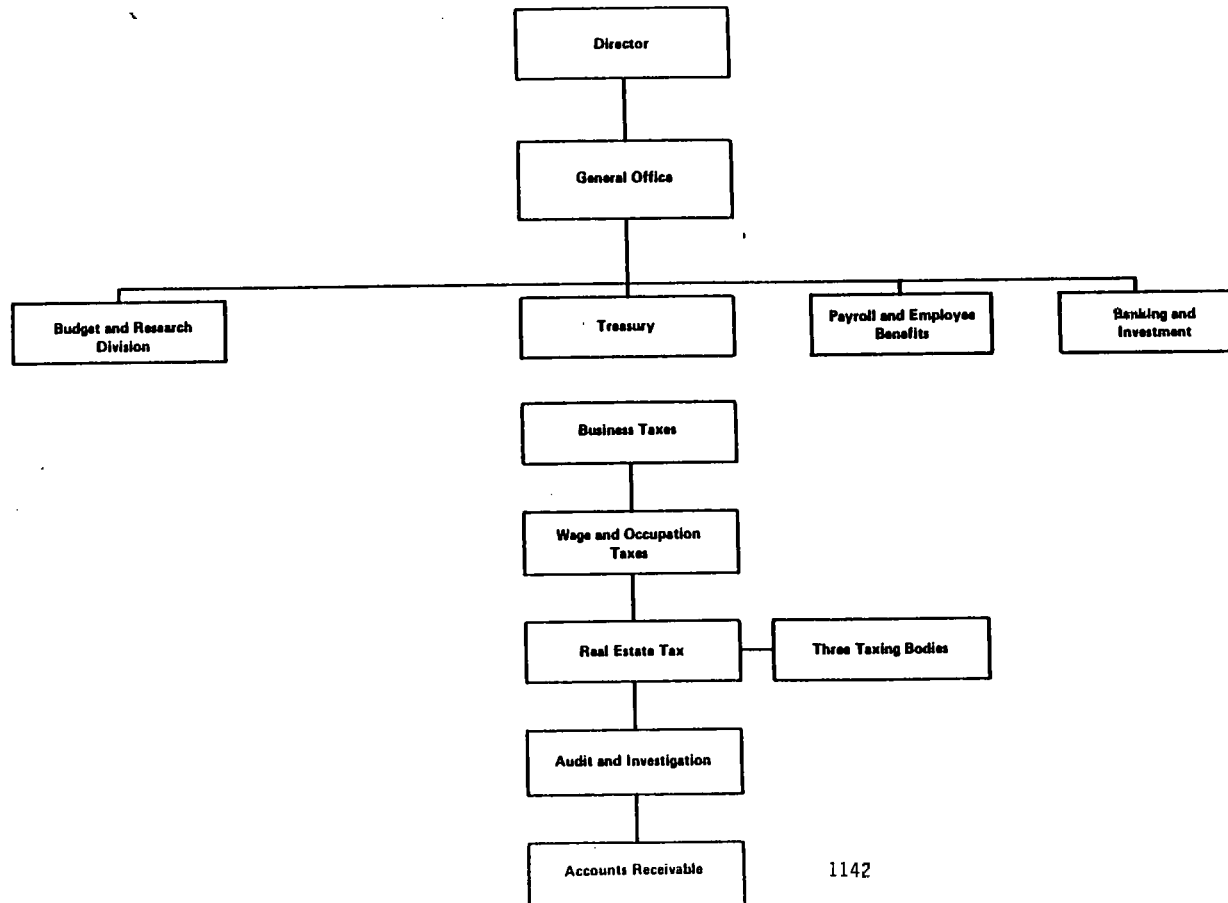 Director
General Office
Budget and Research
Division
Treasury
Payroll and Employee
Benefits
Banking and
Investment
Business Taxes
Wage and Occupation
Taxes
Real Estate Tax
Three Taxing Bodies
Audit and Investigation
Accounts Receivable
1142